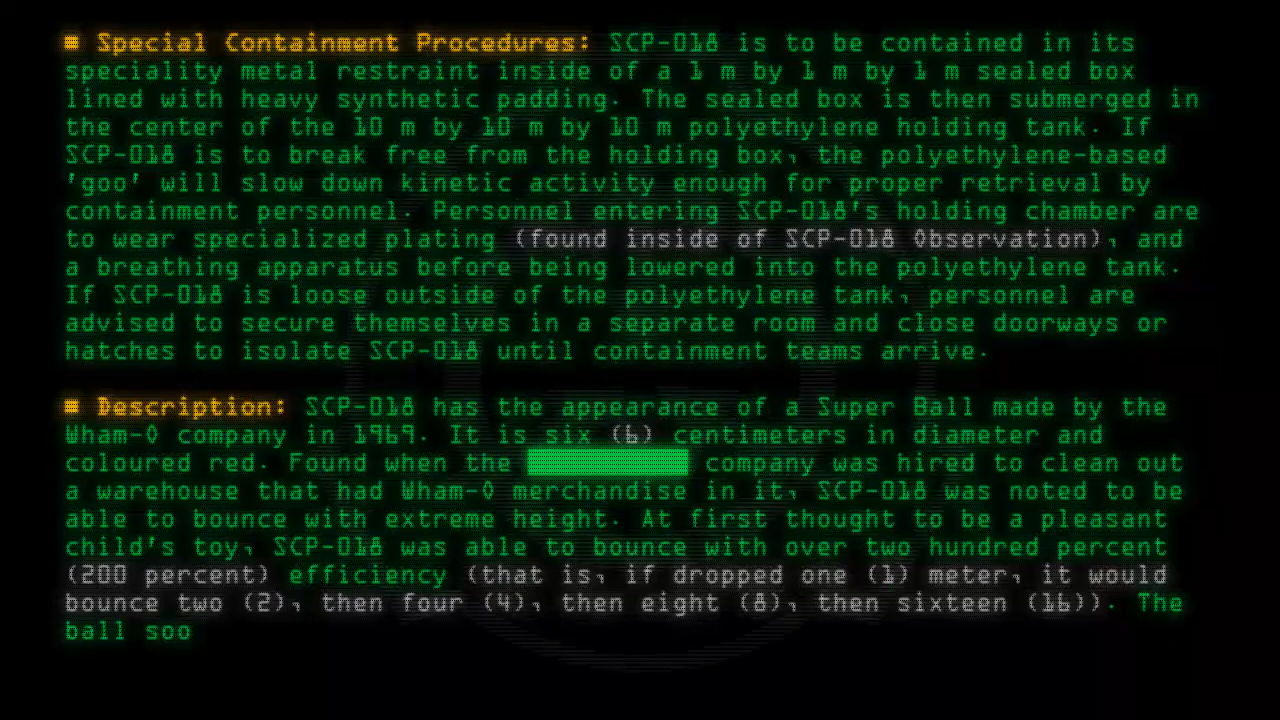 ■ Special Containment Procedures: SCP-018 is to be contained in its
speciality metal restraint inside of a 1 m by 1 m by 1 m sealed box
lined with heavy synthetic padding. The sealed box is then submerged in
the center of the 10 m by 10 m by 10 m polyethylene holding tank. If
SCP-018 is to break free from the holding box, the polyethylene-based
'goo' will slow down kinetic activity enough for proper retrieval by
containment personnel. Personnel entering SCP-018's holding chamber are
to wear specialized plating (found inside of SCP-018 Observation), and
a breathing apparatus before being lowered into the polyethylene tank.
If SCP-018 is loose outside of the polyethylene tank, personnel are
advised to secure themselves in a separate room and close doorways or
hatches to isolate SCP-018 until containment teams arrive.
■ Description: SCP-018 has the appearance of a Super Ball made by the
Wham-O company in 1969. It is six (6) centimeters in diameter and
coloured red. Found when the company was hired to clean out
a warehouse that had Wham-O merchandise in it, SCP-018 was noted to be
able to bounce with extreme height. At first thought to be a pleasant
child's toy, SCP-018 was able to bounce with over two hundred percent
(200 percent) efficiency (that is, if dropped one (1) meter, it would
bounce two (2), then four (4), then eight (8), then sixteen (16)). The
ball soo